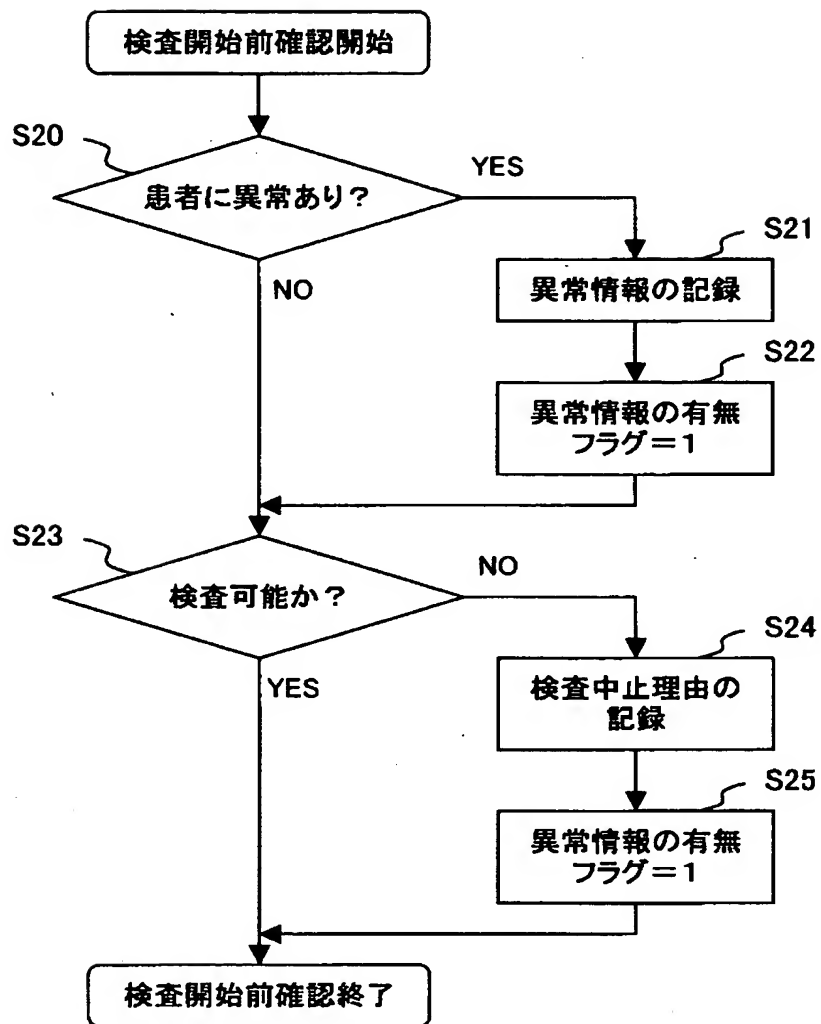 検査開始前確認開始
S20
患者に異常あり？
YES
S21
異常情報の記録
NO
S22
異常情報の有無
フラグ＝1
S23
検査可能か？
NO
S24
検査中止理由の
記録
YES
S25
異常情報の有無
フラグ＝1
検査開始前確認終了